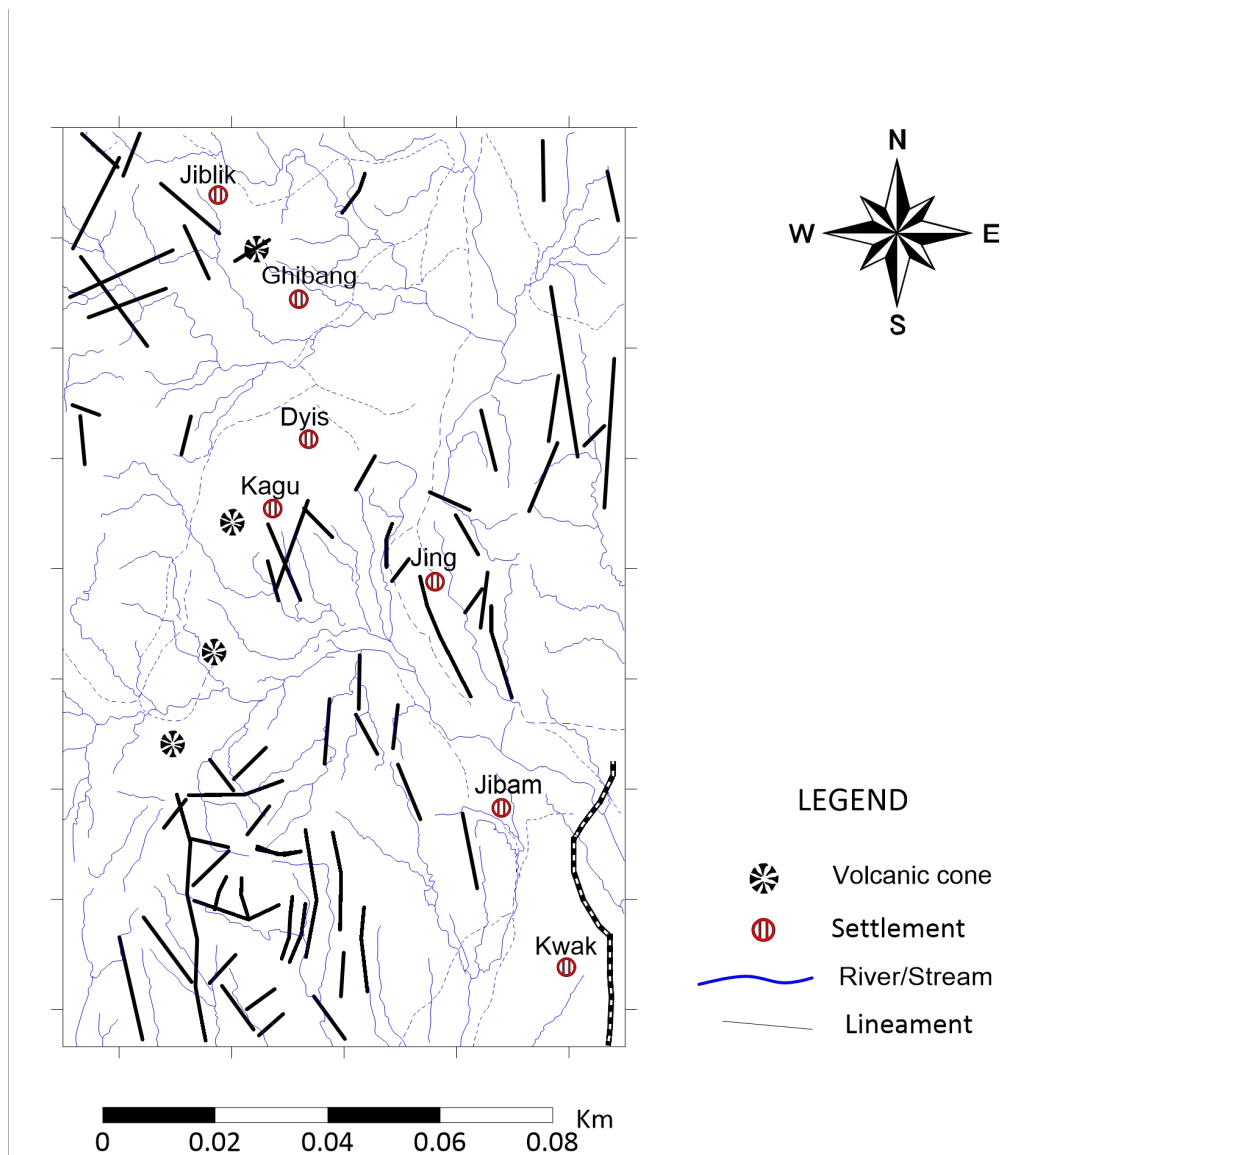 N
Jiblik
W
E
Ghibang
S
Dyis
Kagu
Jing
Jibam
LEGEND
Volcanic cone
Settlement
Kwak
River/Stream
Lineament
Km
0 0.02 0.04 0.06 0.08